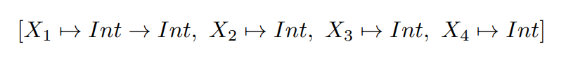 [X₁ ↦ Int → Int, X₂ ↦ Int, X₃ ↦ Int, X₄ ↦ Int]